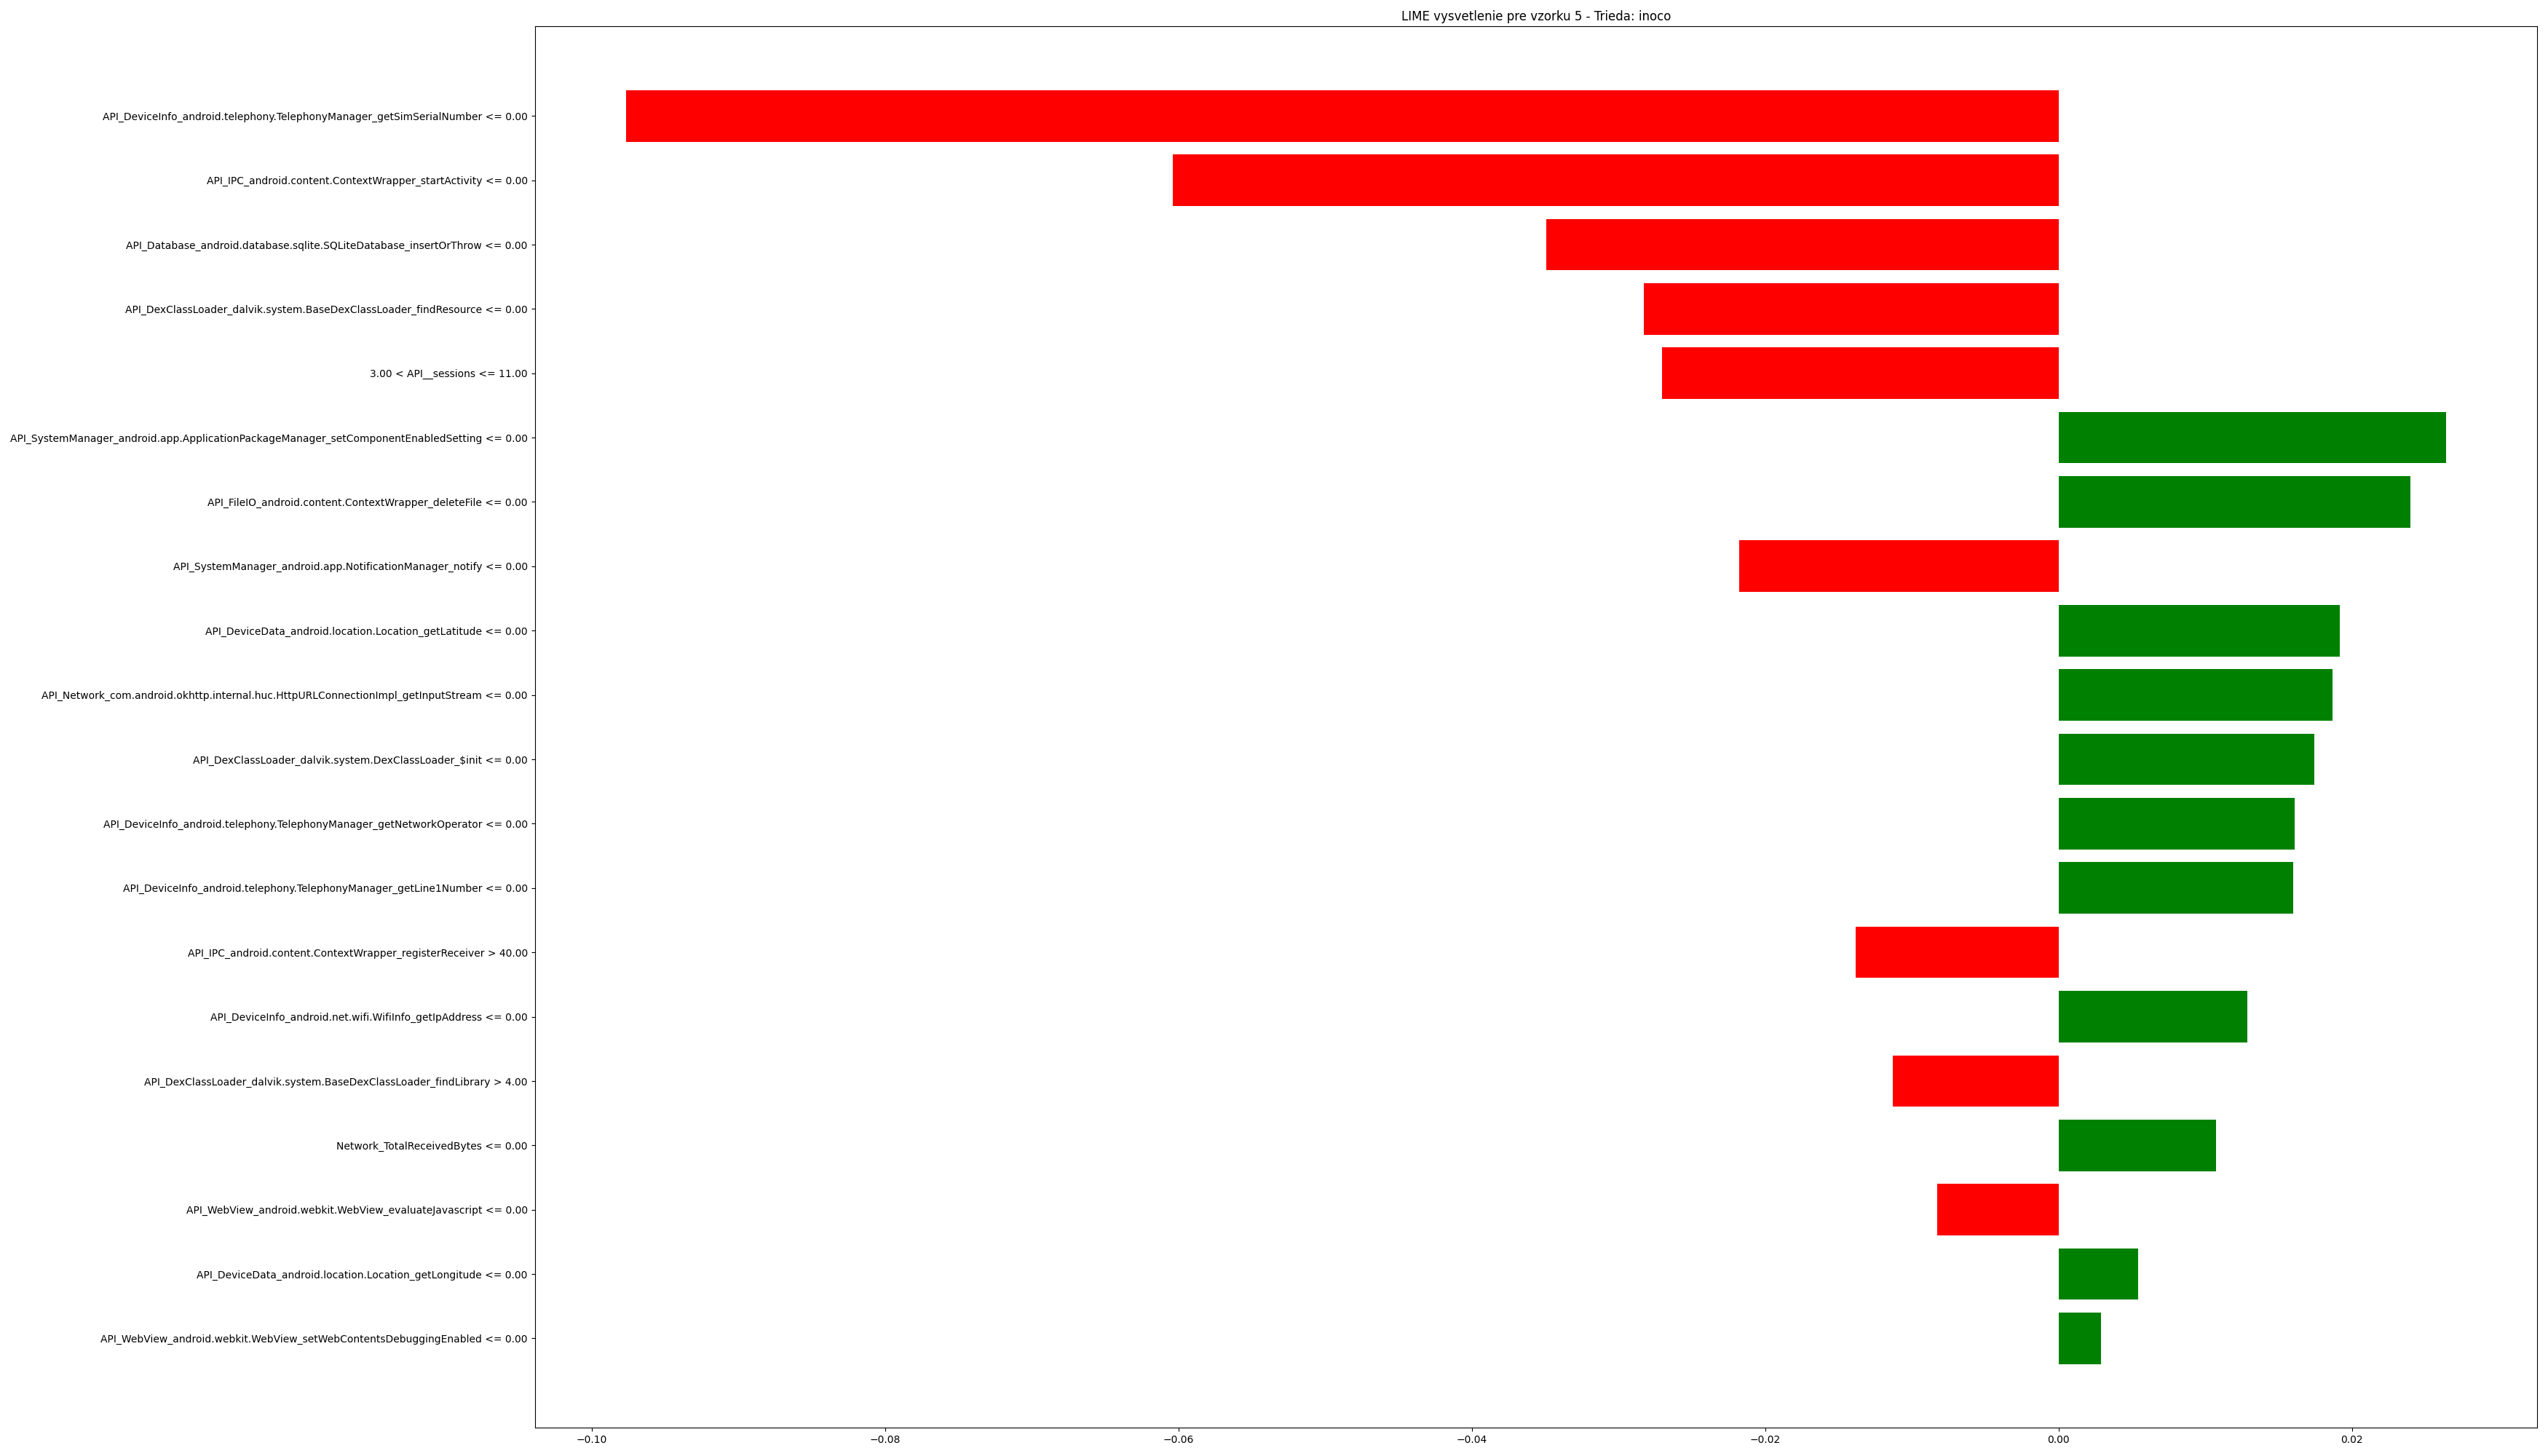 LIME vysvetlenie pre vzorku 5 - Trieda: inoco
API_DeviceInfo_android.telephony.TelephonyManager_getSimSerialNumber <= 0.00
API_IPC_android.content.ContextWrapper_startActivity <= 0.00
API_Database_android.database.sqlite.SQLiteDatabase_insertOrThrow <= 0.00
API_DexClassLoader_dalvik.system.BaseDexClassLoader_findResource <= 0.00
3.00 < API__sessions <= 11.00
API_SystemManager_android.app.ApplicationPackageManager_setComponentEnabledSetting <= 0.00
API_FileIO_android.content.ContextWrapper_deleteFile <= 0.00
API_SystemManager_android.app.NotificationManager_notify <= 0.00
API_DeviceData_android.location.Location_getLatitude <= 0.00
API_Network_com.android.okhttp.internal.huc.HttpURLConnectionImpl_getInputStream <= 0.00
API_DexClassLoader_dalvik.system.DexClassLoader_$init <= 0.00
API_DeviceInfo_android.telephony.TelephonyManager_getNetworkOperator <= 0.00
API_DeviceInfo_android.telephony.TelephonyManager_getLine1Number <= 0.00
API_IPC_android.content.ContextWrapper_registerReceiver > 40.00
API_DeviceInfo_android.net.wifi.WifiInfo_getIpAddress <= 0.00
API_DexClassLoader_dalvik.system.BaseDexClassLoader_findLibrary > 4.00
Network_TotalReceivedBytes <= 0.00
API_WebView_android.webkit.WebView_evaluateJavascript <= 0.00
API_DeviceData_android.location.Location_getLongitude <= 0.00
API_WebView_android.webkit.WebView_setWebContentsDebuggingEnabled <= 0.00
−0.10 −0.08 −0.06 −0.04 −0.02 0.00 0.02